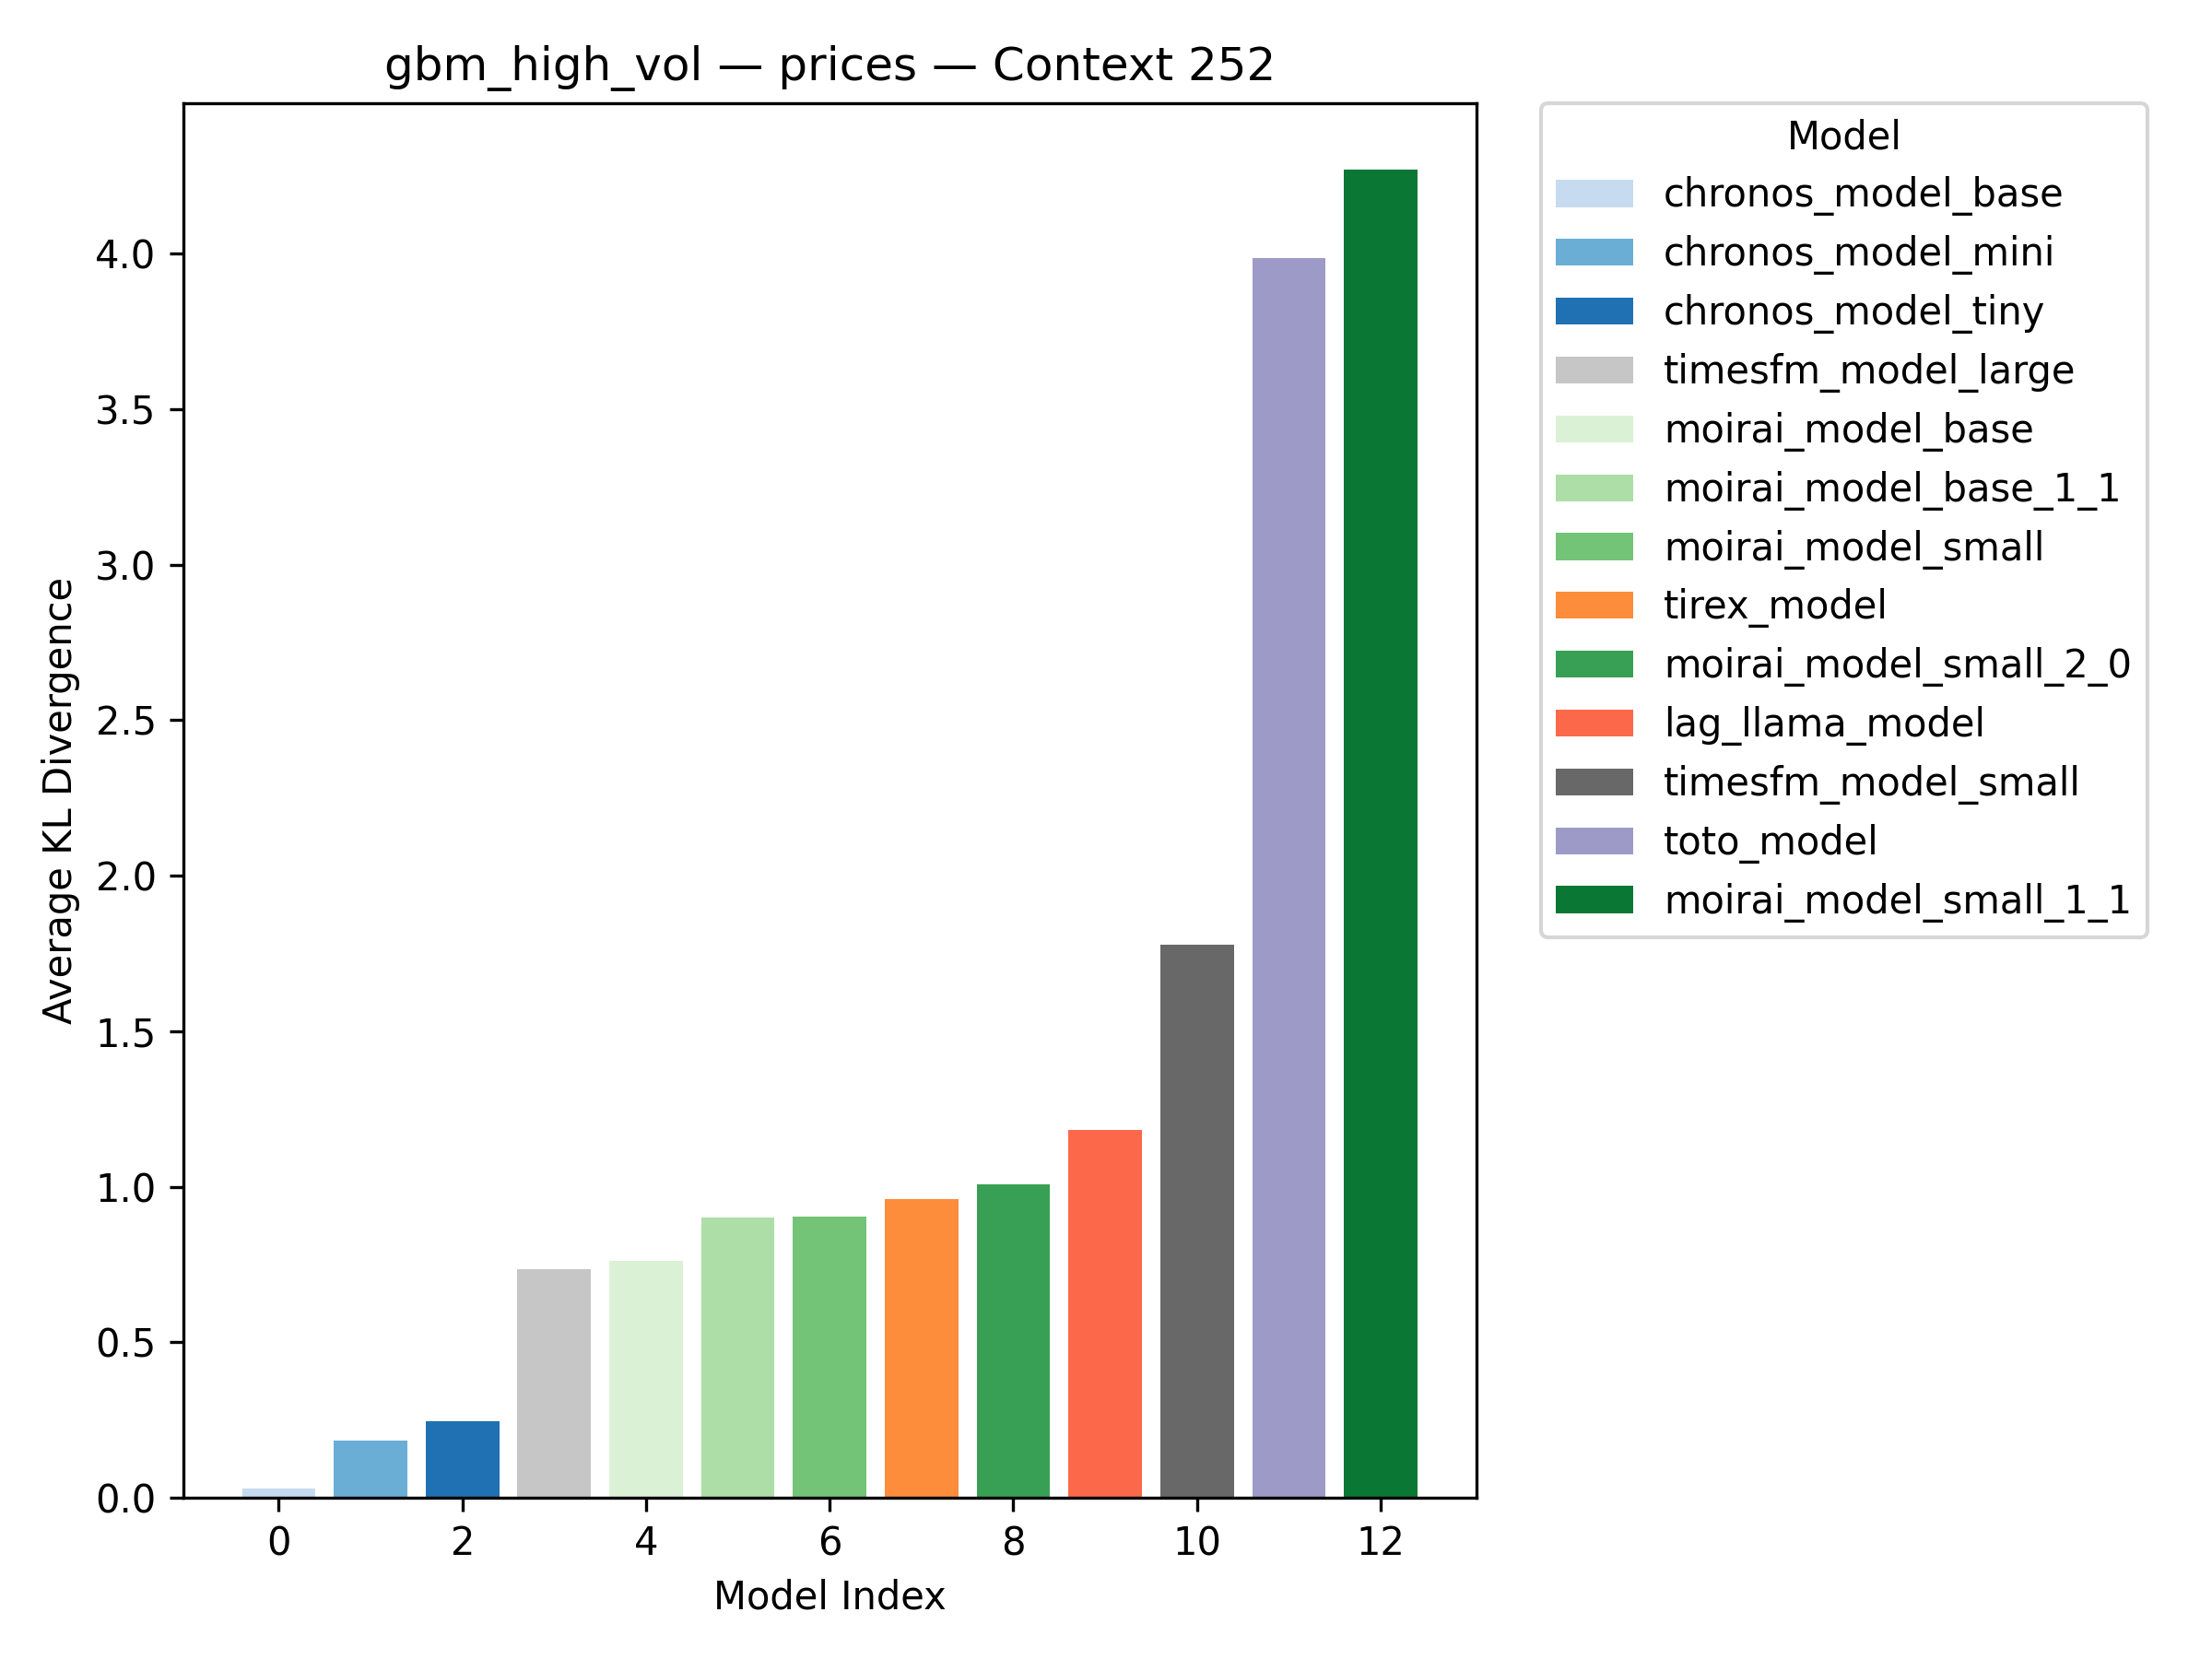 gbm_high_vol — prices — Context 252
Average KL Divergence
4.0
3.5
3.0
2.5
2.0
1.5
1.0
0.5
0.0
0
2
4
6
8
10
12
Model Index
Model
chronos_model_base
chronos_model_mini
chronos_model_tiny
timesfm_model_large
moirai_model_base
moirai_model_base_1_1
moirai_model_small
tirex_model
moirai_model_small_2_0
lag_llama_model
timesfm_model_small
toto_model
moirai_model_small_1_1